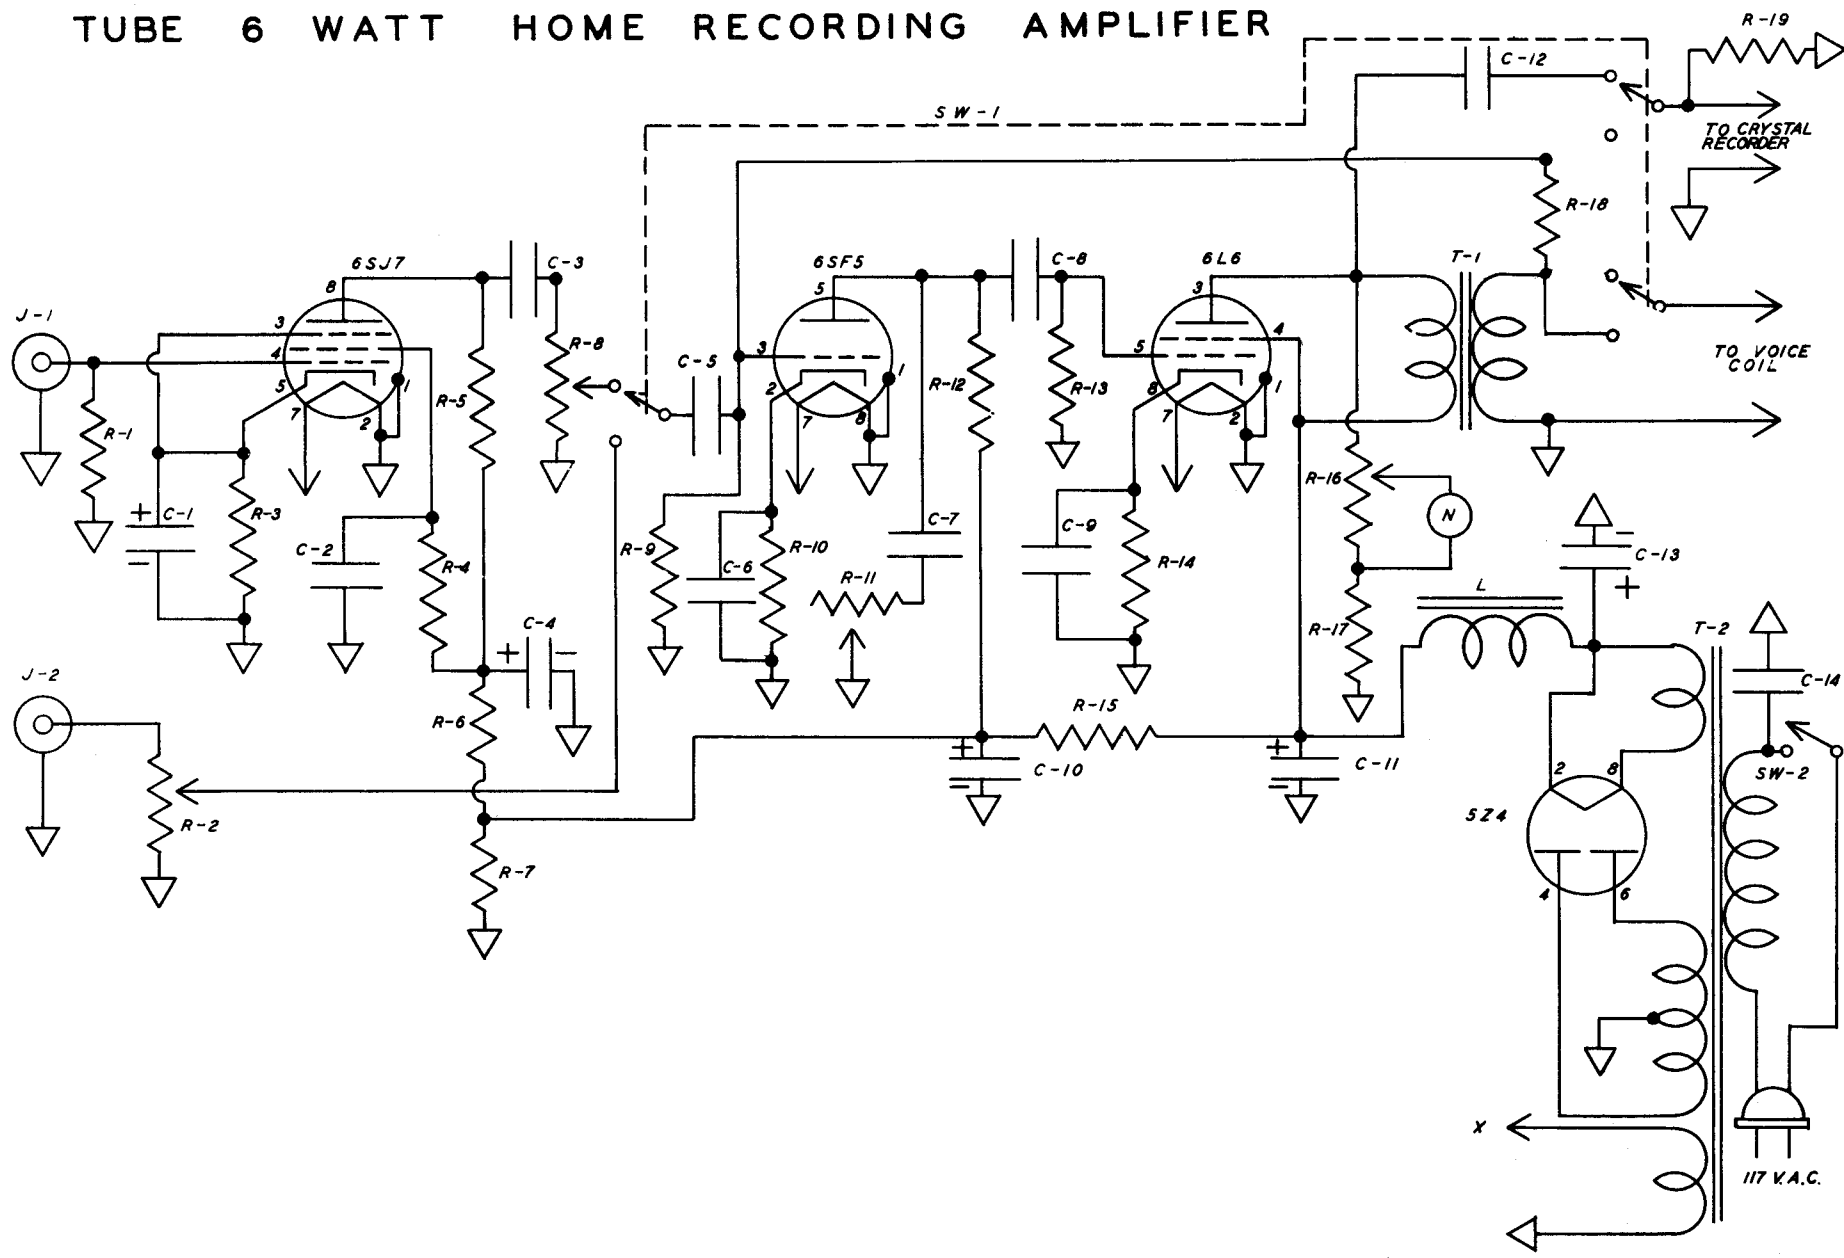 TUBE 6 WATT HOME RECORDING AMPLIFIER
R-19
C-12
SW-1
TO CRYSTAL
RECORDER
R-18
6SJ7
C-3
6SF5
C-8
6L6
T-1
8
5
3
J-1
3
4
R-8
4
C-5
3
5
TO VOICE
COIL
5
1
R-5
2
1
R-12
R-13
8
1
R-1
7
2
7
8
7
2
R-16
N
+
C-1
R-3
C-2
R-4
R-9
C-6
R-10
R-11
C-7
C-9
R-14
−
C-13
+
−
L
R-17
C-4
+
−
T-2
J-2
R-6
R-15
C-14
+
C-10
−
+
C-11
−
SW-2
2
8
R-2
5Z4
R-7
4
6
X
117 V.A.C.